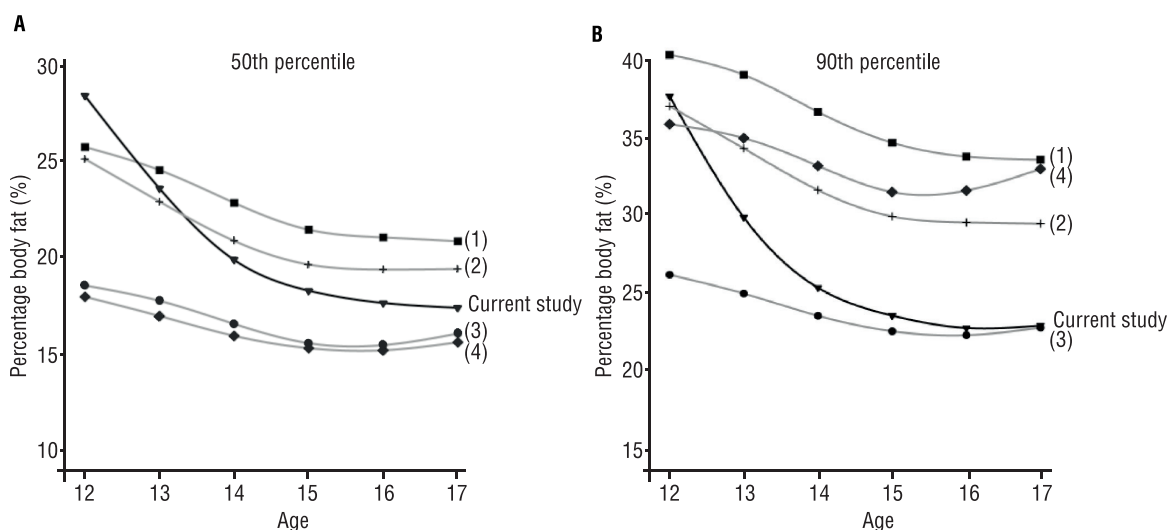 A
50th percentile
Percentage body fat (%)
30
25
20
15
10
(1)
(2)
Current study
(3)
(4)
12 13 14 15 16 17
Age
B
90th percentile
Percentage body fat (%)
40
35
30
25
20
15
(1)
(4)
(2)
Current study
(3)
12 13 14 15 16 17
Age